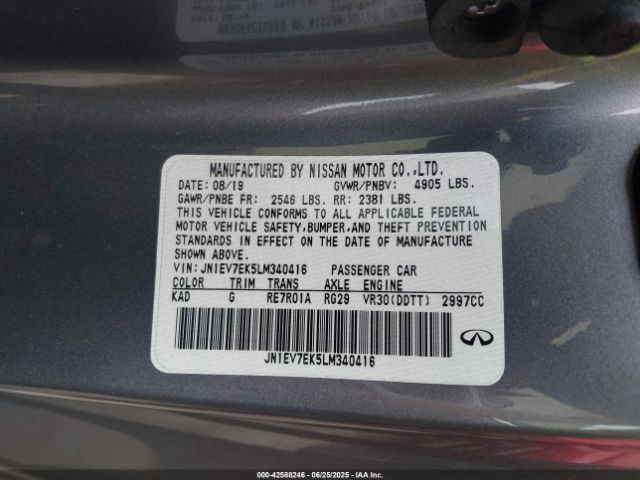 MANUFACTURED BY NISSAN MOTOR CO.,LTD.
DATE: 08/19 GVWR/PNBV: 4905 LBS.
GAWR/PNBE FR: 2546 LBS. RR: 2381 LBS.
THIS VEHICLE CONFORMS TO ALL APPLICABLE FEDERAL
MOTOR VEHICLE SAFETY, BUMPER, AND THEFT PREVENTION
STANDARDS IN EFFECT ON THE DATE OF MANUFACTURE
SHOWN ABOVE.
VIN: JN1EV7EK5LM340416 PASSENGER CAR
COLOR TRIM TRANS AXLE ENGINE
KAD G RE7R01A RG29 VR30(DDTT) 2997CC
JN1EV7EK5LM340416
000-42588246 - 06/25/2025 - IAAI.COM